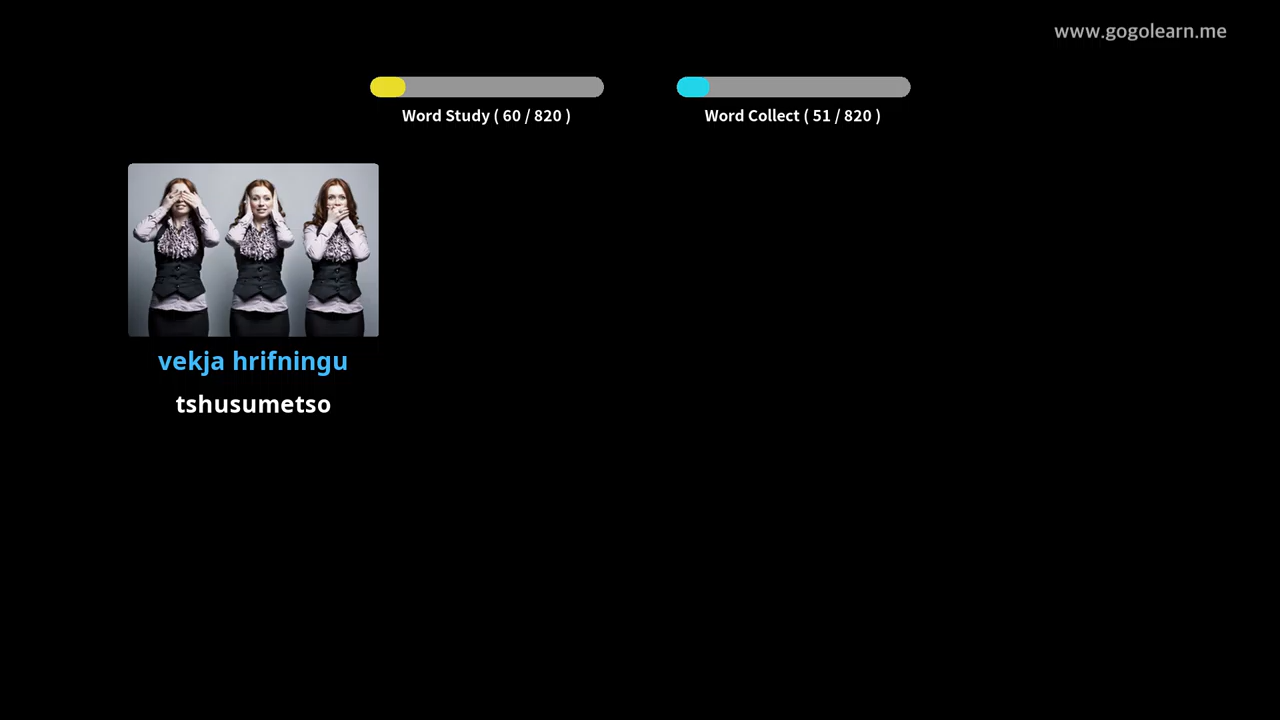 www.gogolearn.me
Word Study ( 60 / 820 )
Word Collect ( 51 / 820 )
vekja hrifningu
tshusumetso